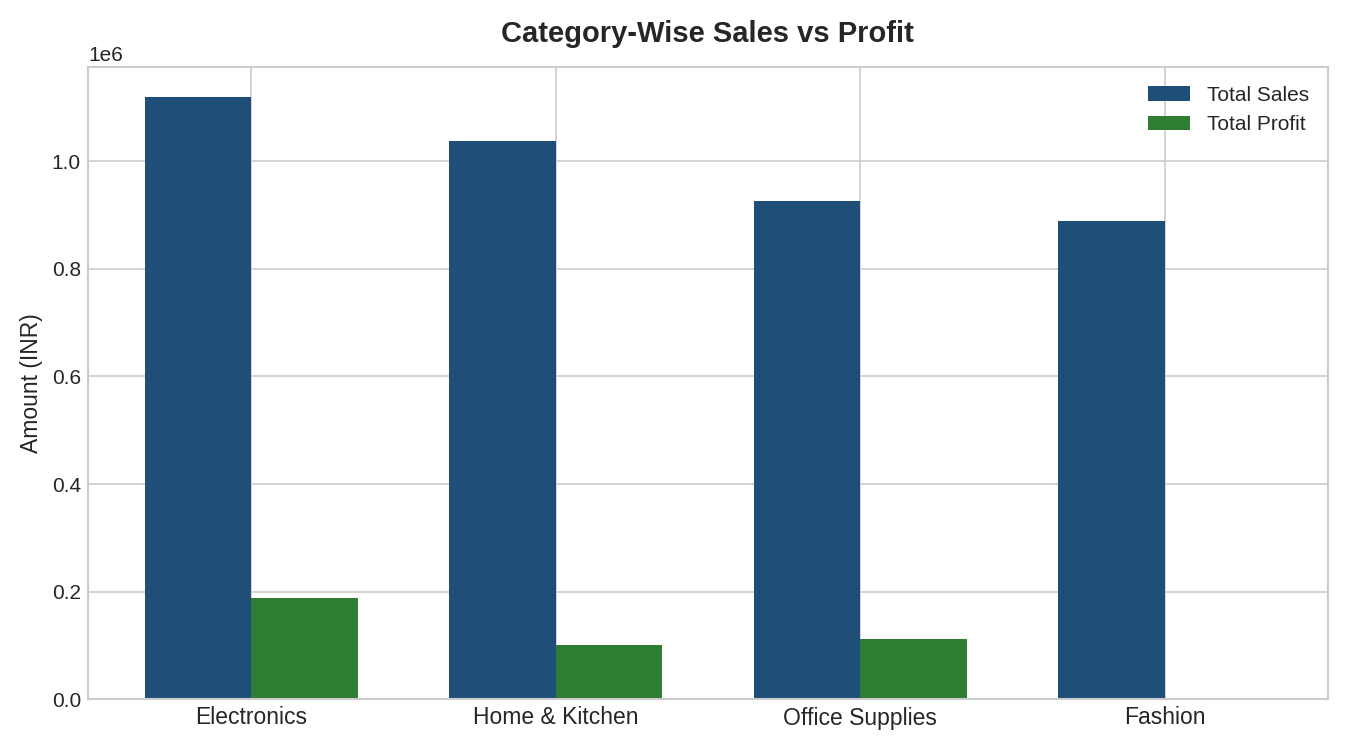 Category-Wise Sales vs Profit
1e6
Total Sales
Total Profit
1.0
0.8
0.6
0.4
0.2
0.0
Amount (INR)
Electronics Home & Kitchen Office Supplies Fashion